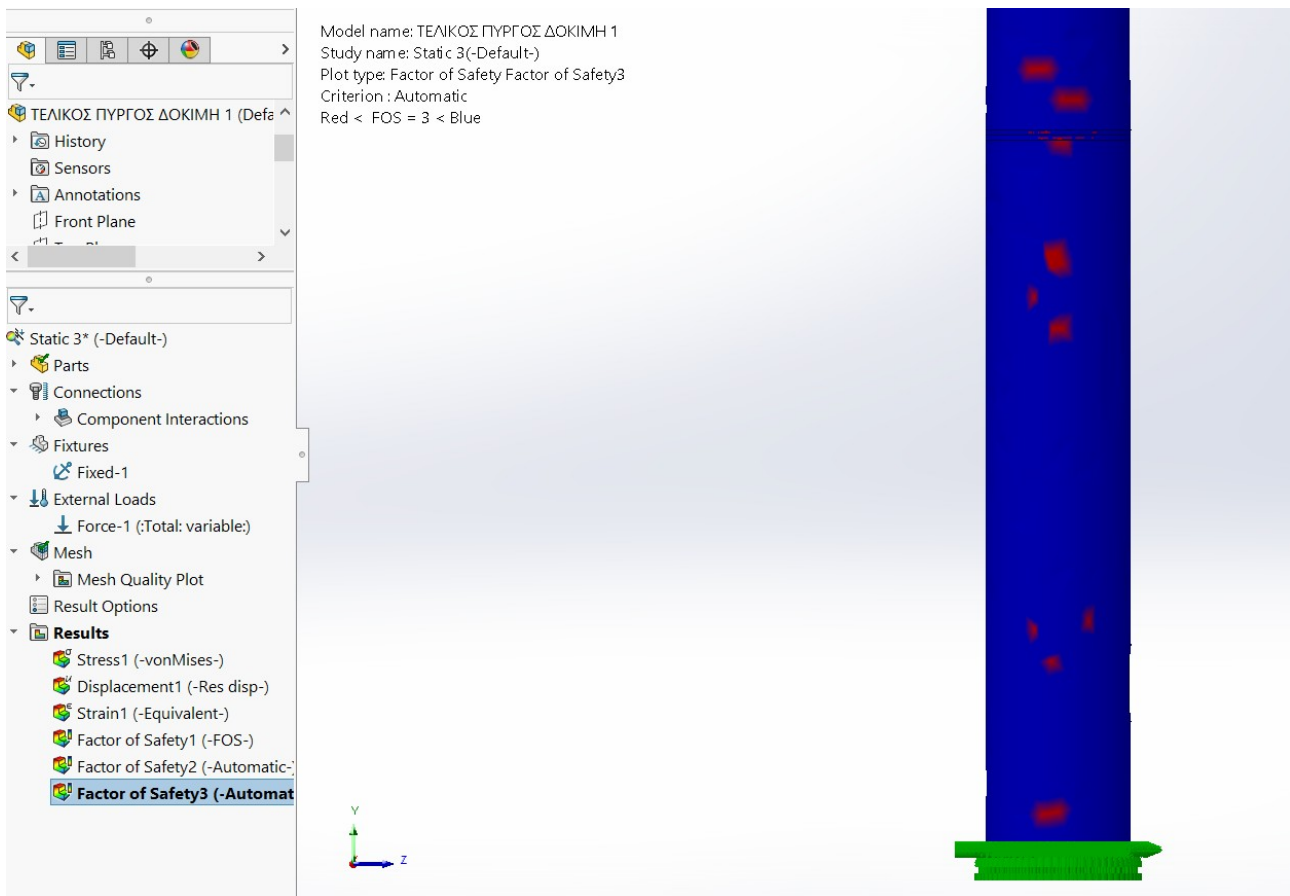 ΤΕΛΙΚΟΣ ΠΥΡΓΟΣ ΔΟΚΙΜΗ 1 (Defa
History
Sensors
Annotations
Front Plane
Static 3* (-Default-)
Parts
Connections
Component Interactions
Fixtures
Fixed-1
External Loads
Force-1 (:Total: variable:)
Mesh
Mesh Quality Plot
Result Options
Results
Stress1 (-vonMises-)
Displacement1 (-Res disp-)
Strain1 (-Equivalent-)
Factor of Safety1 (-FOS-)
Factor of Safety2 (-Automatic-)
Factor of Safety3 (-Automat
Model name: ΤΕΛΙΚΟΣ ΠΥΡΓΟΣ ΔΟΚΙΜΗ 1
Study name: Static 3(-Default-)
Plot type: Factor of Safety Factor of Safety3
Criterion : Automatic
Red < FOS = 3 < Blue
Y
Z